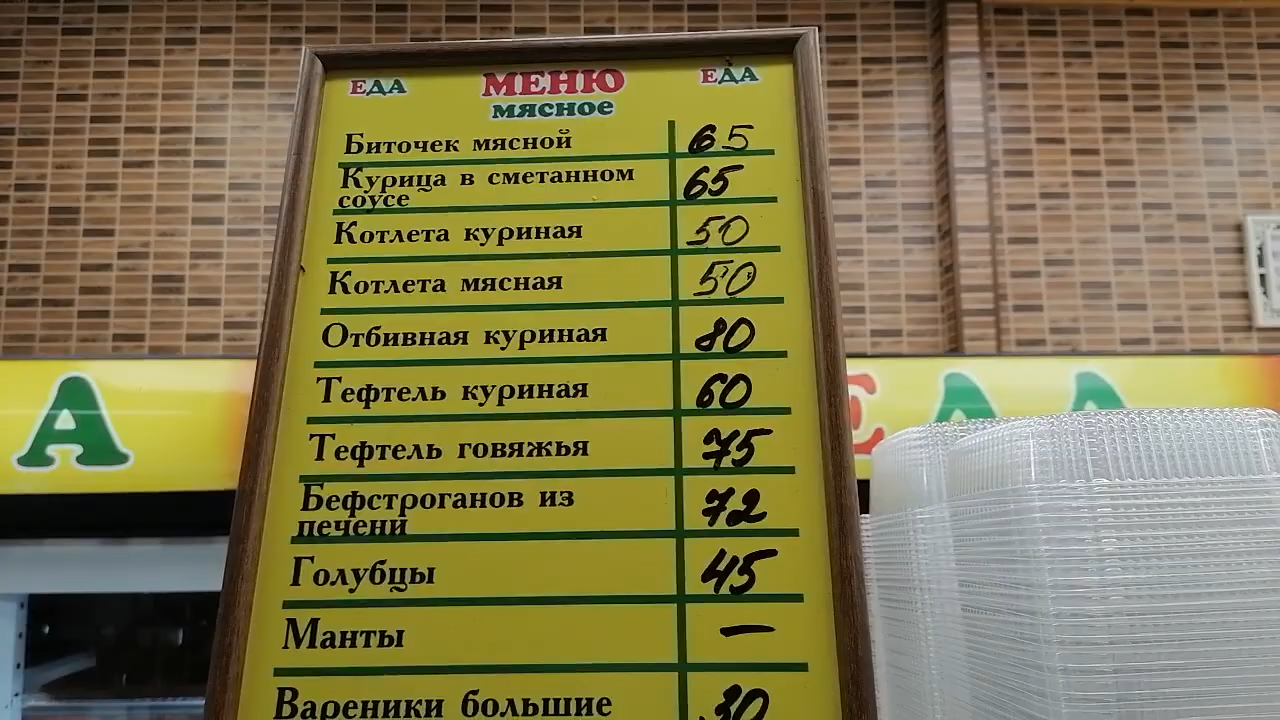 ЕДА МЕНЮ ЕДА
мясное
Биточек мясной 65
Курица в сметанном
соусе 65
Котлета куриная 50
Котлета мясная 50
Отбивная куриная 80
Тефтель куриная 60
Тефтель говяжья 75
Бефстроганов из
печени 72
Голубцы 45
Манты —
Вареники большие 30
А
ЕДА